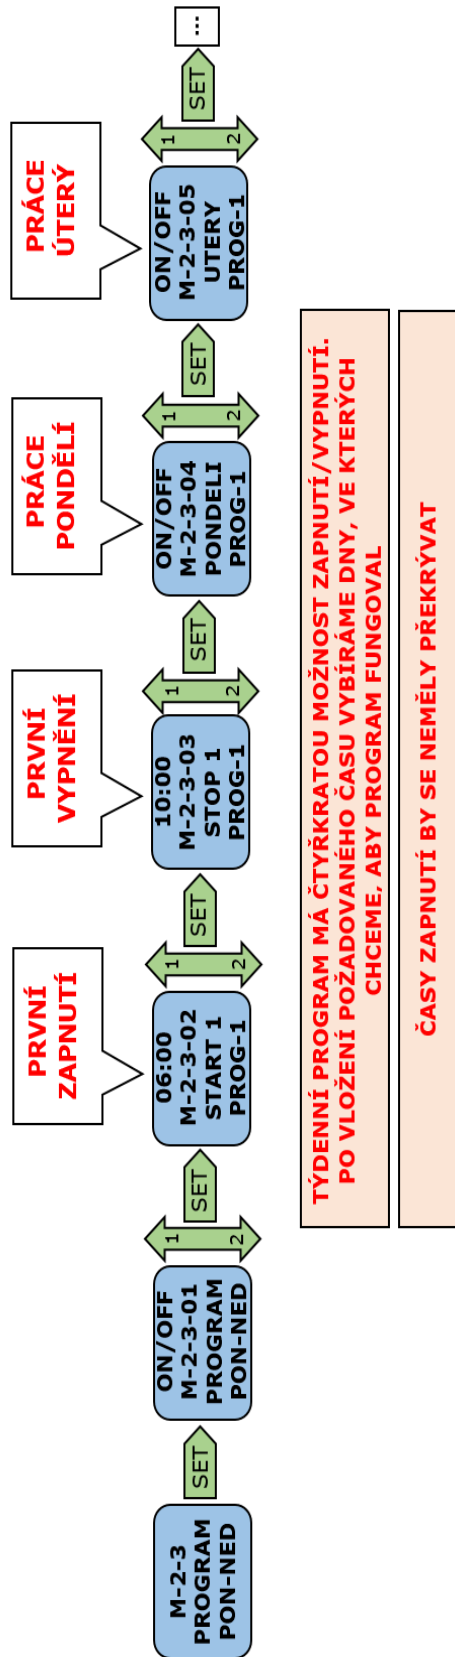 M-2-3
PROGRAM
PON-NED
SET
ON/OFF
M-2-3-01
PROGRAM
PON-NED
1
2
SET
PRVNÍ
ZAPNUTÍ
06:00
M-2-3-02
START 1
PROG-1
1
2
SET
PRVNÍ
VYPNĚNÍ
10:00
M-2-3-03
STOP 1
PROG-1
1
2
SET
PRÁCE
PONDĚLÍ
ON/OFF
M-2-3-04
PONDELI
PROG-1
1
2
SET
PRÁCE
ÚTERÝ
ON/OFF
M-2-3-05
UTERY
PROG-1
1
2
SET
...
TÝDENNÍ PROGRAM MÁ ČTYŘKRATOU MOŽNOST ZAPNUTÍ/VYPNUTÍ.
PO VLOŽENÍ POŽADOVANÉHO ČASU VYBÍRÁME DNY, VE KTERÝCH
CHCEME, ABY PROGRAM FUNGOVAL
ČASY ZAPNUTÍ BY SE NEMĚLY PŘEKRÝVAT